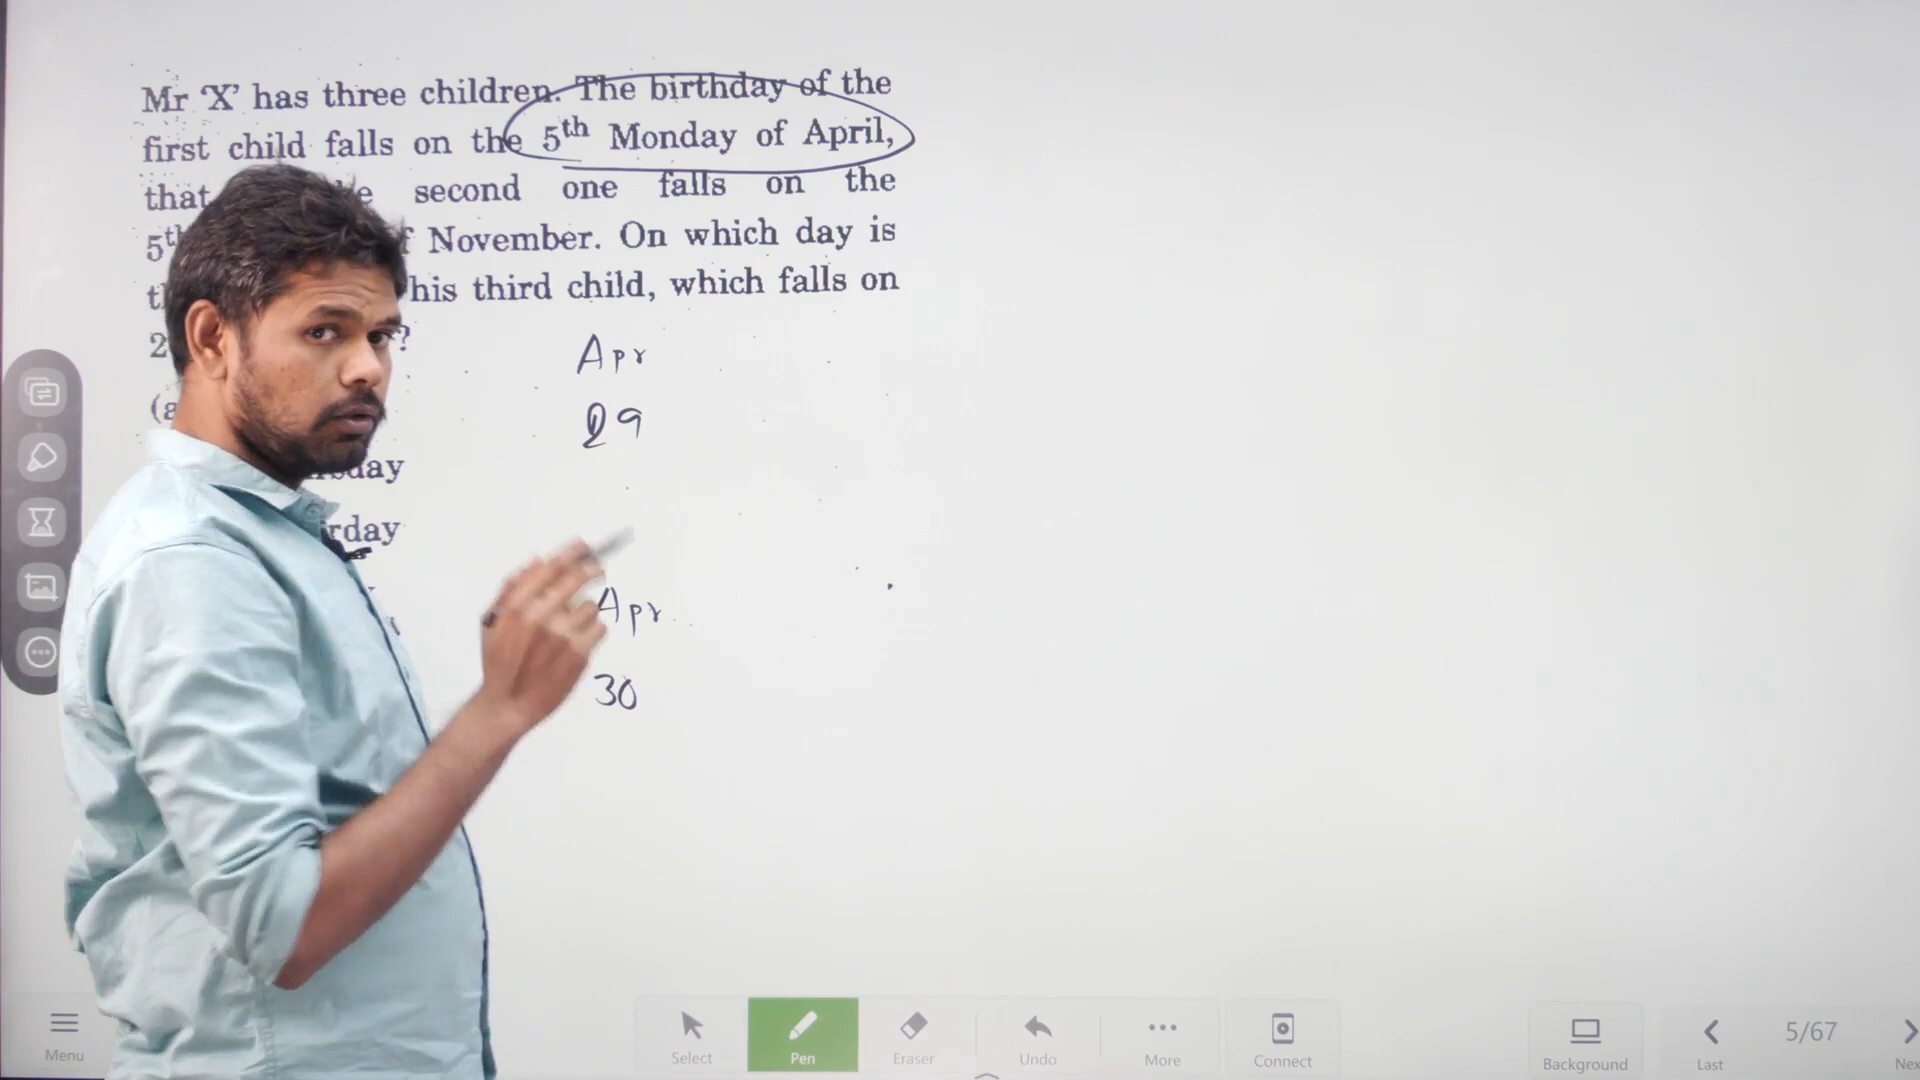 Mr ‘X’ has three children. The birthday of the
first child falls on the 5th Monday of April,
that second one falls on the
5th November. On which day is
his third child, which falls on
2 ?
(a
day
rday
Apr
29
Apr
30
Menu
Select
Pen
Eraser
Undo
More
Connect
Background
Last
5/67
Nex